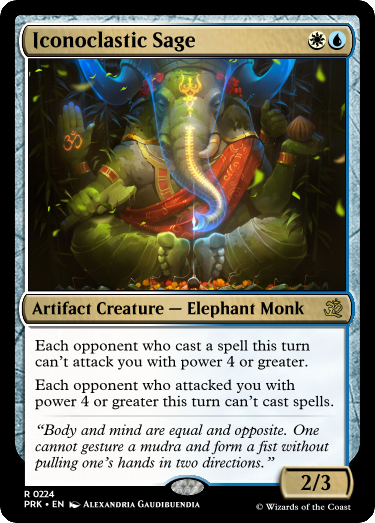 Iconoclastic Sage
ॐ
Artifact Creature — Elephant Monk
Each opponent who cast a spell this turn
can't attack you with power 4 or greater.
Each opponent who attacked you with
power 4 or greater this turn can't cast spells.
“Body and mind are equal and opposite. One
cannot gesture a mudra and form a fist without
pulling one's hands in two directions.”
2/3
R 0224
PRK • EN ALEXANDRIA GAUDIBUENDIA
© Wizards of the Coast